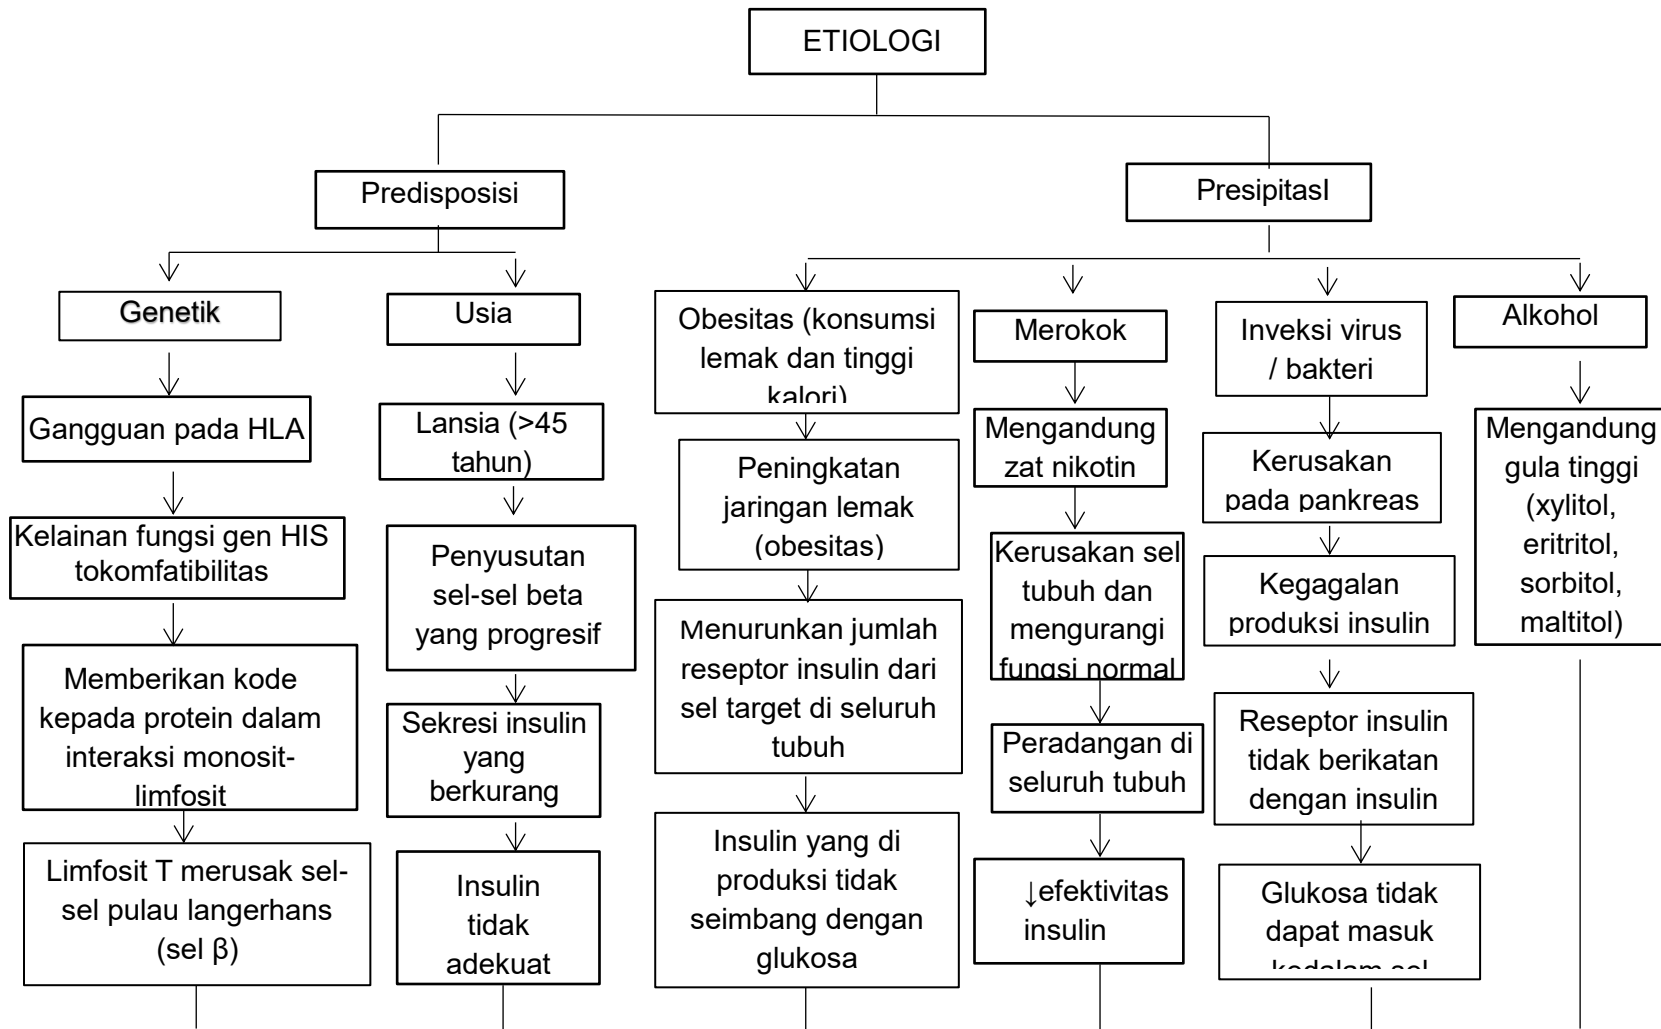 ETIOLOGI
Predisposisi
PresipitasI
Genetik
Usia
Obesitas (konsumsi
lemak dan tinggi
kalori)
Merokok
Inveksi virus
/ bakteri
Alkohol
Gangguan pada HLA
Lansia (>45
tahun)
Peningkatan
jaringan lemak
(obesitas)
Mengandung
zat nikotin
Kerusakan
pada pankreas
Mengandung
gula tinggi
(xylitol,
eritritol,
sorbitol,
maltitol)
Kelainan fungsi gen HIS
tokomfatibilitas
Penyusutan
sel-sel beta
yang progresif
Menurunkan jumlah
reseptor insulin dari
sel target di seluruh
tubuh
Kerusakan sel
tubuh dan
mengurangi
fungsi normal
Kegagalan
produksi insulin
Memberikan kode
kepada protein dalam
interaksi monosit-
limfosit
Sekresi insulin
yang
berkurang
Peradangan di
seluruh tubuh
Reseptor insulin
tidak berikatan
dengan insulin
Limfosit T merusak sel-
sel pulau langerhans
(sel β)
Insulin
tidak
adekuat
Insulin yang di
produksi tidak
seimbang dengan
glukosa
↓efektivitas
insulin
Glukosa tidak
dapat masuk
kedalam sel